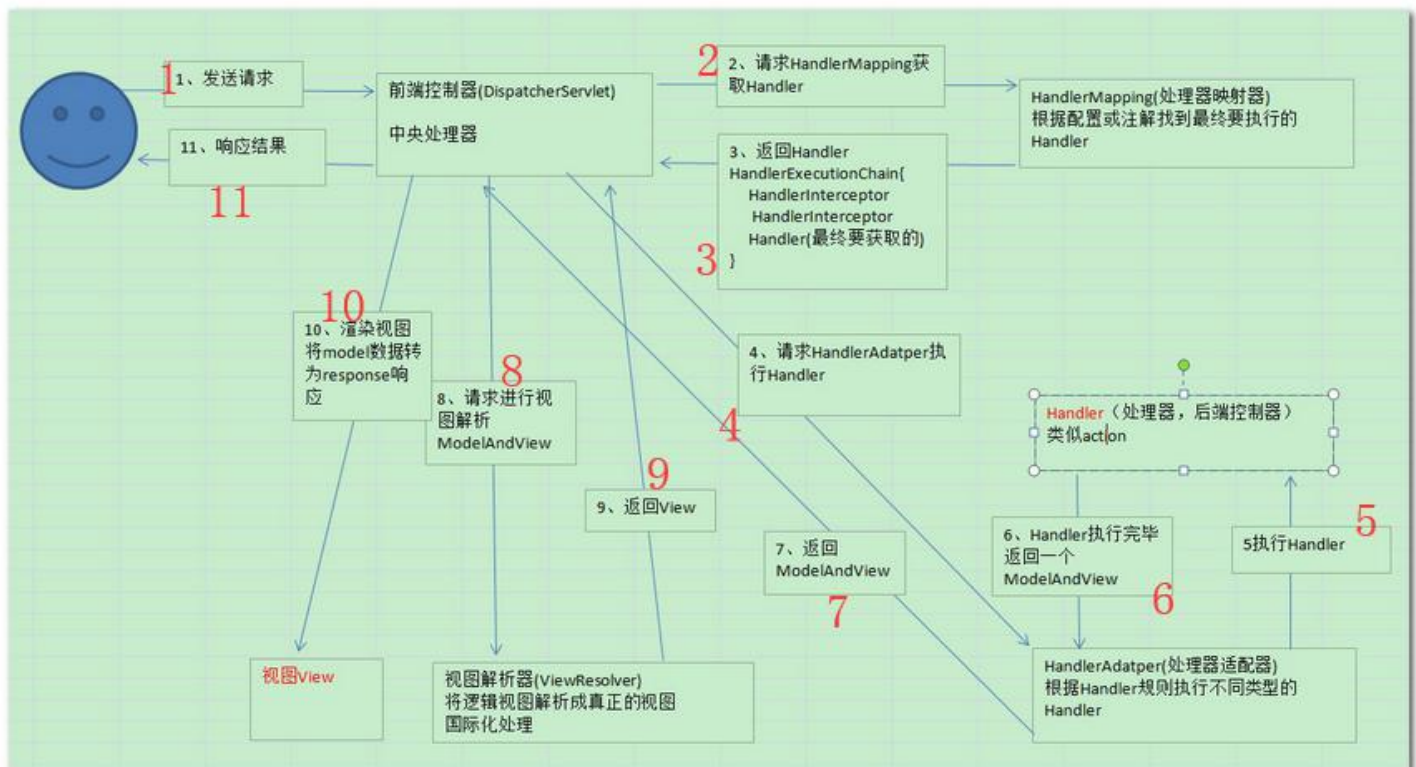 1
1、发送请求
前端控制器(DispatcherServlet)
中央处理器
2
2、请求HandlerMapping获
取Handler
HandlerMapping(处理器映射器)
根据配置或注解找到最终要执行的
Handler
11、响应结果
11
3、返回Handler
HandlerExecutionChain{
HandlerInterceptor
HandlerInterceptor
Handler(最终要获取的)
}
3
10
10、渲染视图
将model数据转
为response响
应
8
8、请求进行视
图解析
ModelAndView
9
9、返回View
4、请求HandlerAdatper执
行Handler
4
Handler（处理器，后端控制器）
类似action
7、返回
ModelAndView
7
6、Handler执行完毕
返回一个
ModelAndView
6
5
5执行Handler
视图View
视图解析器(ViewResolver)
将逻辑视图解析成真正的视图
国际化处理
HandlerAdatper(处理器适配器)
根据Handler规则执行不同类型的
Handler